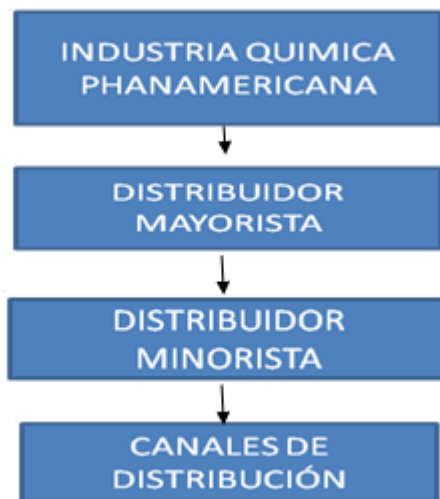 INDUSTRIA QUIMICA
PHANAMERICANA
DISTRIBUIDOR
MAYORISTA
DISTRIBUIDOR
MINORISTA
CANALES DE
DISTRIBUCIÓN